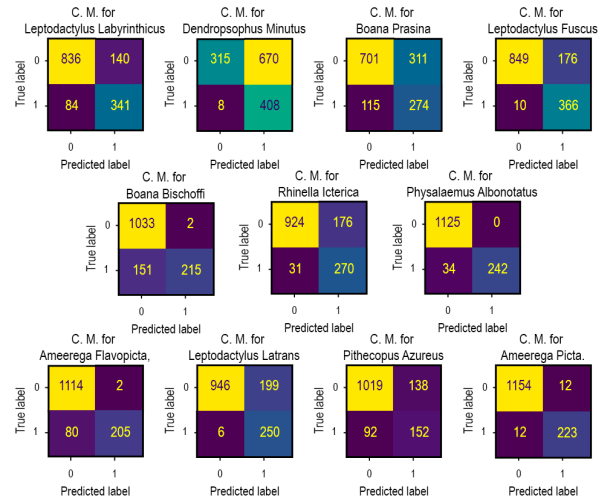 C. M. for
Leptodactylus Labyrinthicus
C. M. for
Dendropsophus Minutus
C. M. for
Boana Prasina
C. M. for
Leptodactylus Fuscus
True label
0
836
140
1
84
341
0
1
Predicted label
True label
0
315
670
1
8
408
0
1
Predicted label
True label
0
701
311
1
115
274
0
1
Predicted label
True label
0
849
176
1
10
366
0
1
Predicted label
C. M. for
Boana Bischoffi
C. M. for
Rhinella Icterica
C. M. for
Physalaemus Albonotatus
True label
0
1033
2
1
151
215
0
1
Predicted label
True label
0
924
176
1
31
270
0
1
Predicted label
True label
0
1125
0
1
34
242
0
1
Predicted label
C. M. for
Ameerega Flavopicta,
C. M. for
Leptodactylus Latrans
C. M. for
Pithecopus Azureus
C. M. for
Ameerega Picta.
True label
0
1114
2
1
80
205
0
1
Predicted label
True label
0
946
199
1
6
250
0
1
Predicted label
True label
0
1019
138
1
92
152
0
1
Predicted label
True label
0
1154
12
1
12
223
0
1
Predicted label